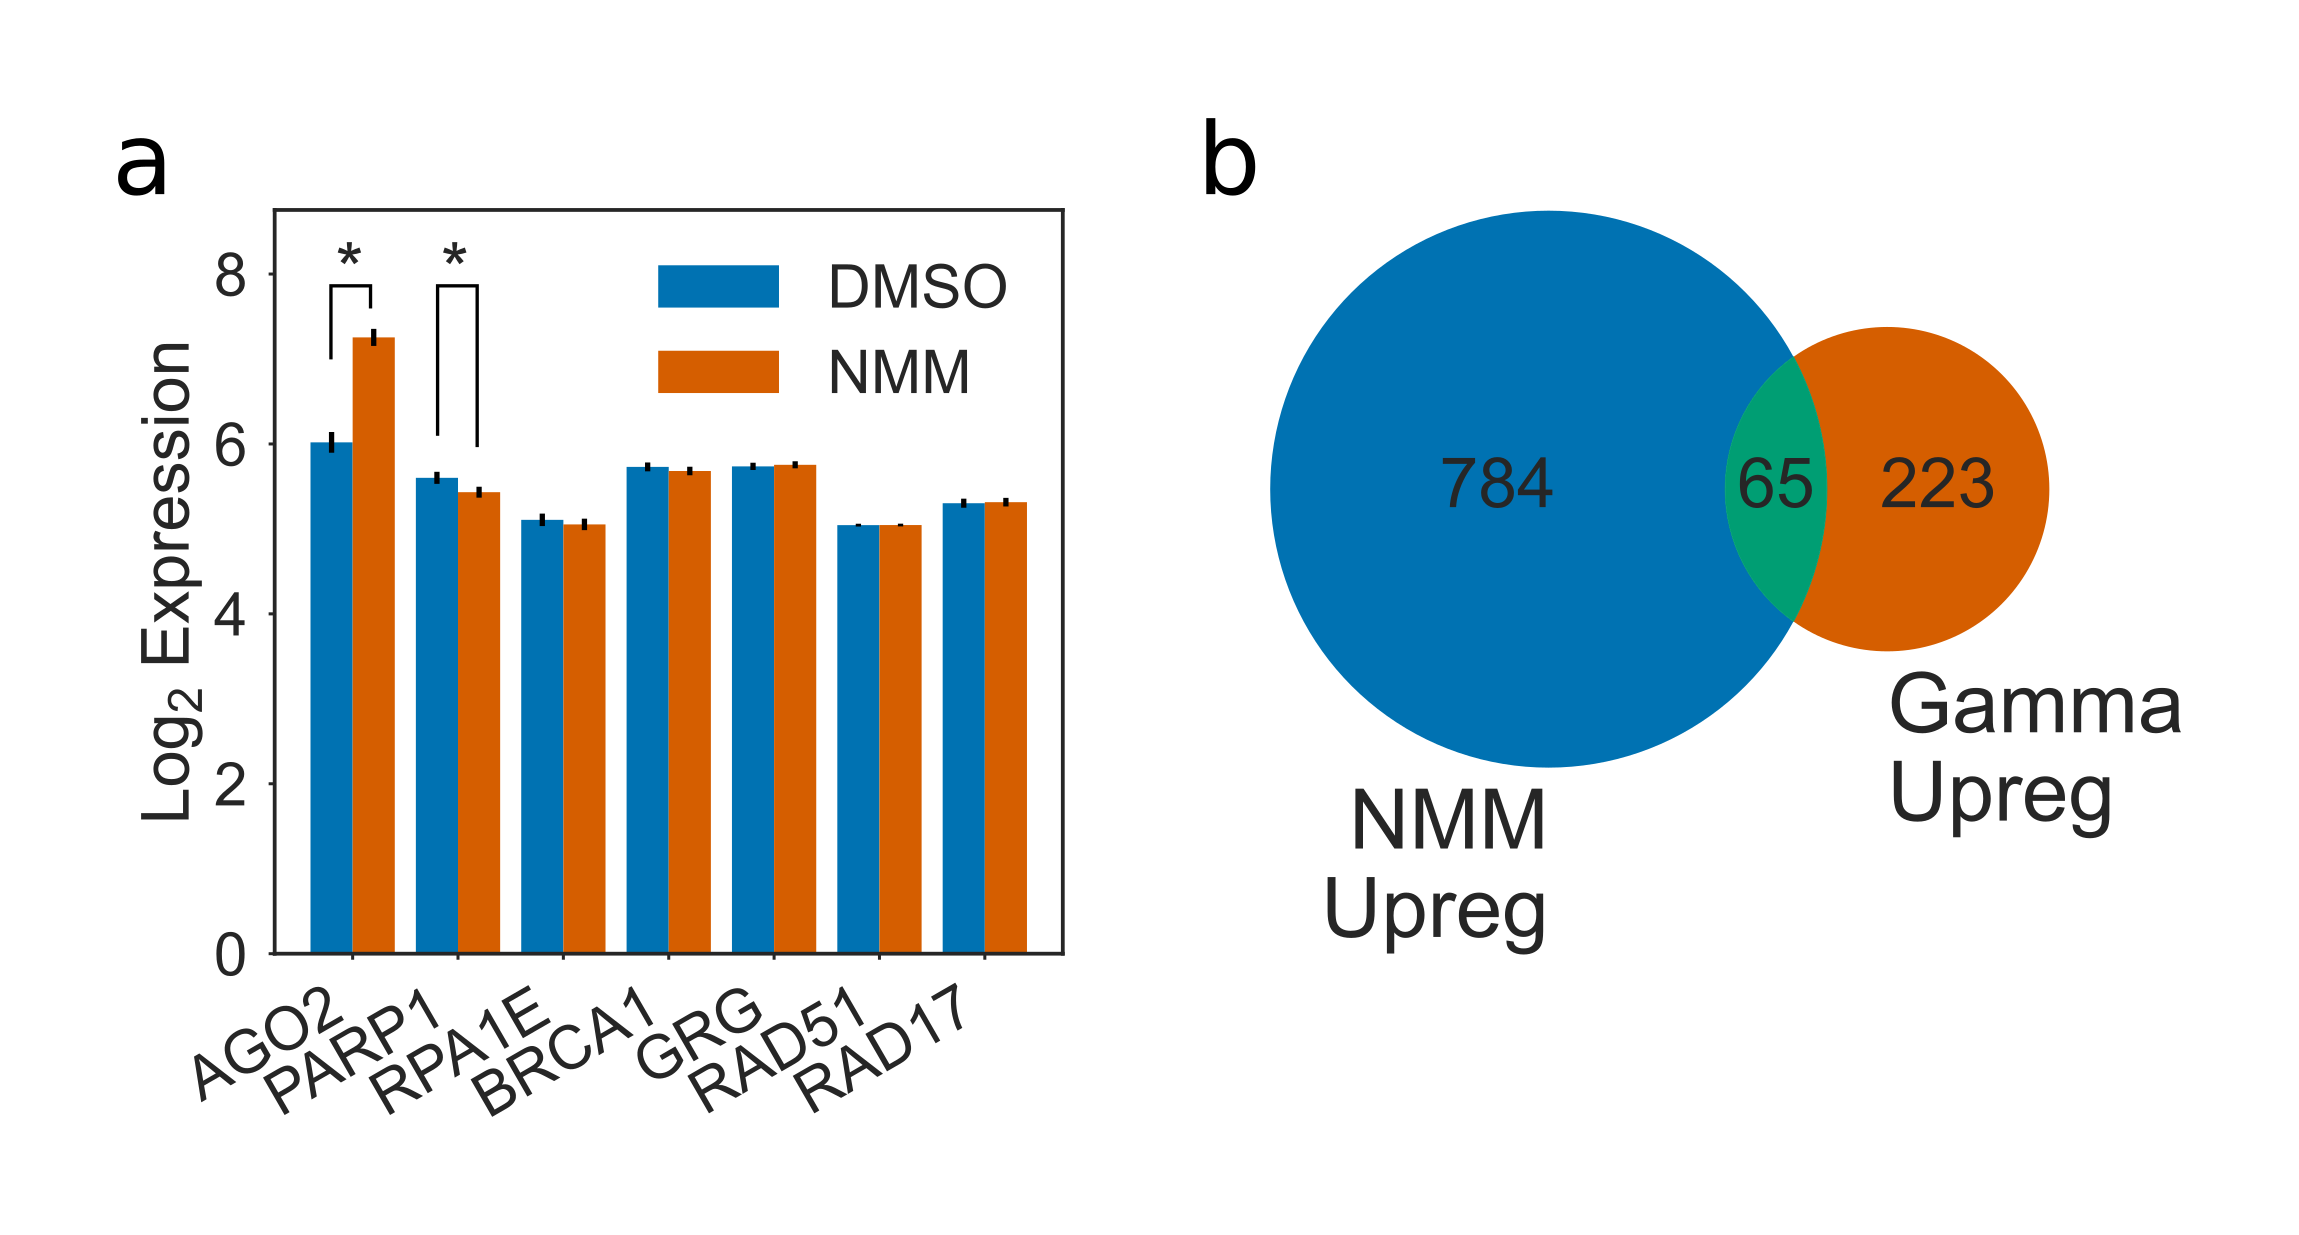 a
b
*
*
DMSO
NMM
8
6
4
2
0
Log2 Expression
AGO2
PARP1
RPA1E
BRCA1
GRG
RAD51
RAD17
784
65
223
NMM
Upreg
Gamma
Upreg